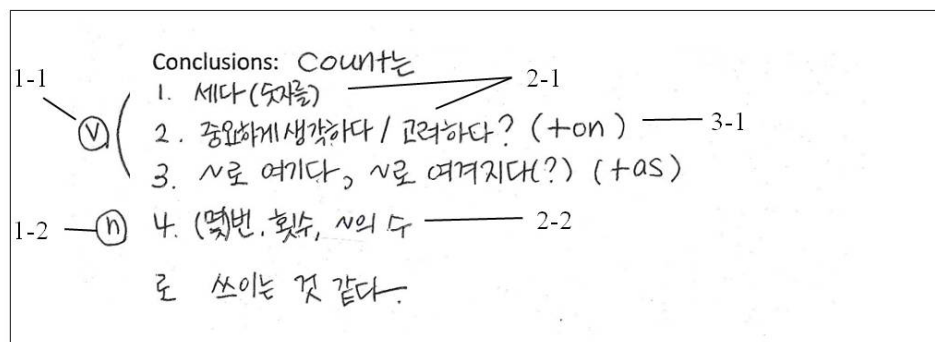 Conclusions: Count는
1-1
1. 세다 (숫자를)
2-1
ⓥ
2. 중요하게 생각하다 / 고려하다? (+on)
3-1
3. ~로 여기다, ~로 여겨지다(?) (+as)
1-2
ⓝ
4. (몇)번, 횟수, ~의 수
2-2
로 쓰이는 것 같다.